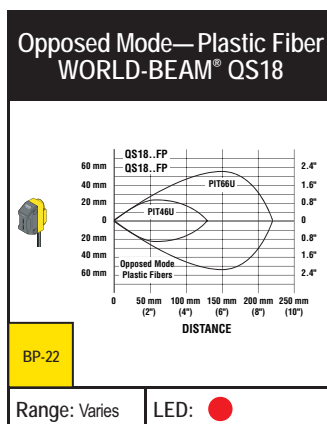 Opposed Mode—Plastic Fiber
WORLD-BEAM® QS18
QS18..FP
QS18..FP
60 mm
40 mm
20 mm
0
20 mm
40 mm
60 mm
2.4"
1.6"
0.8"
0
0.8"
1.6"
2.4"
PIT66U
PIT46U
Opposed Mode
Plastic Fibers
0 50 mm 100 mm 150 mm 200 mm 250 mm
(2") (4") (6") (8") (10")
DISTANCE
BP-22
Range: Varies LED: